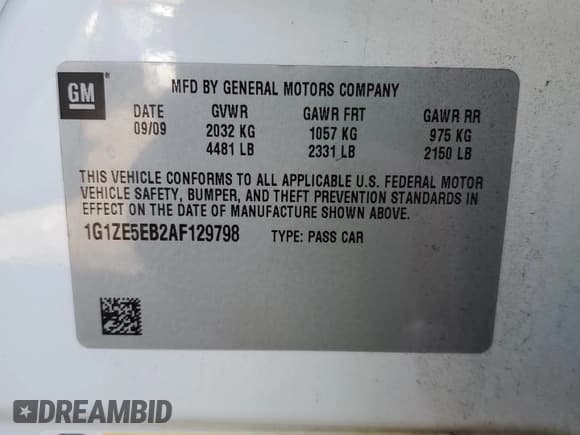 GM ®
MFD BY GENERAL MOTORS COMPANY
DATE GVWR GAWR FRT GAWR RR
09/09 2032 KG 1057 KG 975 KG
4481 LB 2331 LB 2150 LB
THIS VEHICLE CONFORMS TO ALL APPLICABLE U.S. FEDERAL MOTOR
VEHICLE SAFETY, BUMPER, AND THEFT PREVENTION STANDARDS IN
EFFECT ON THE DATE OF MANUFACTURE SHOWN ABOVE.
1G1ZE5EB2AF129798 TYPE: PASS CAR
DREAMBID